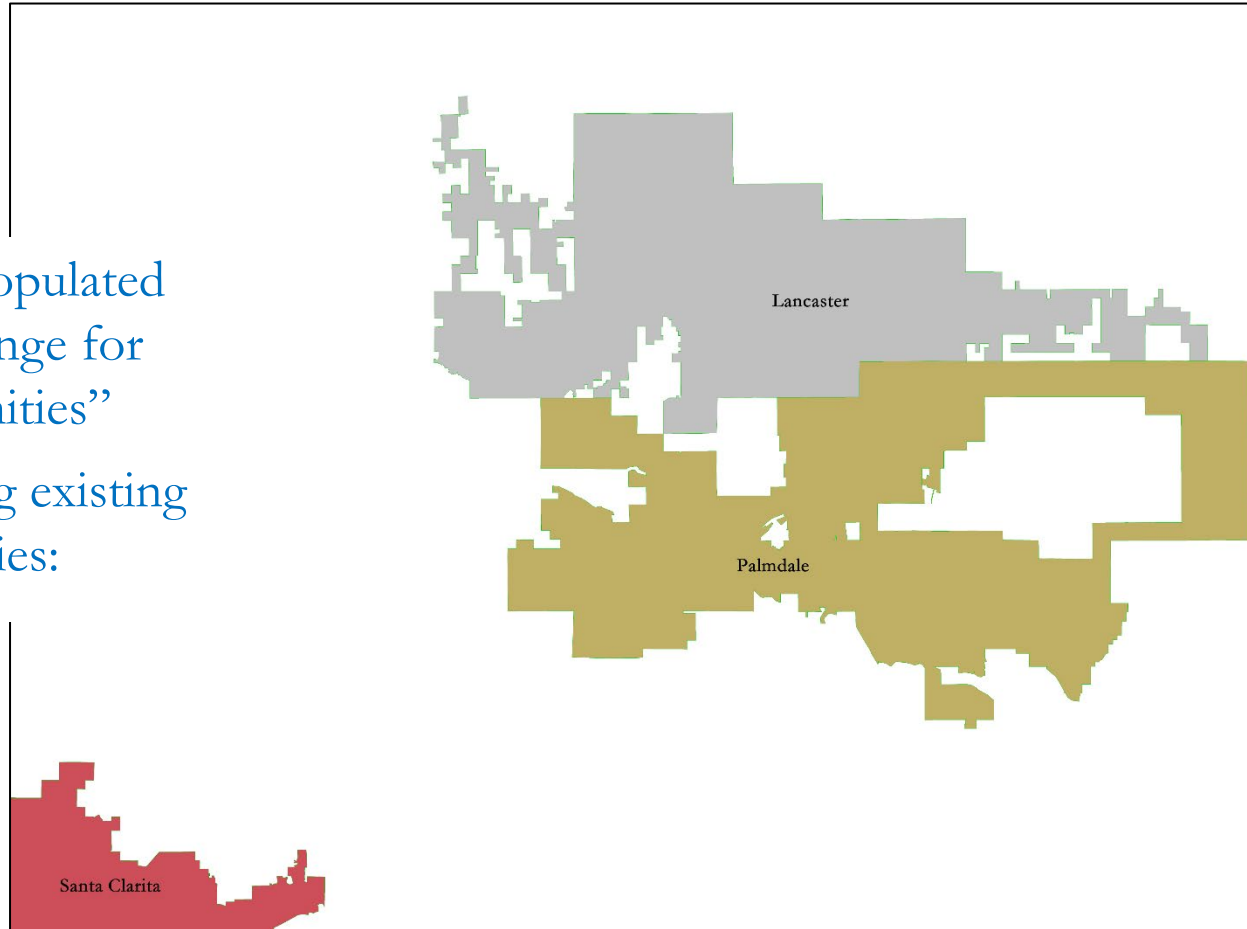 opulated
nge for
nities”
g existing
ies:
Lancaster
Palmdale
Santa Clarita